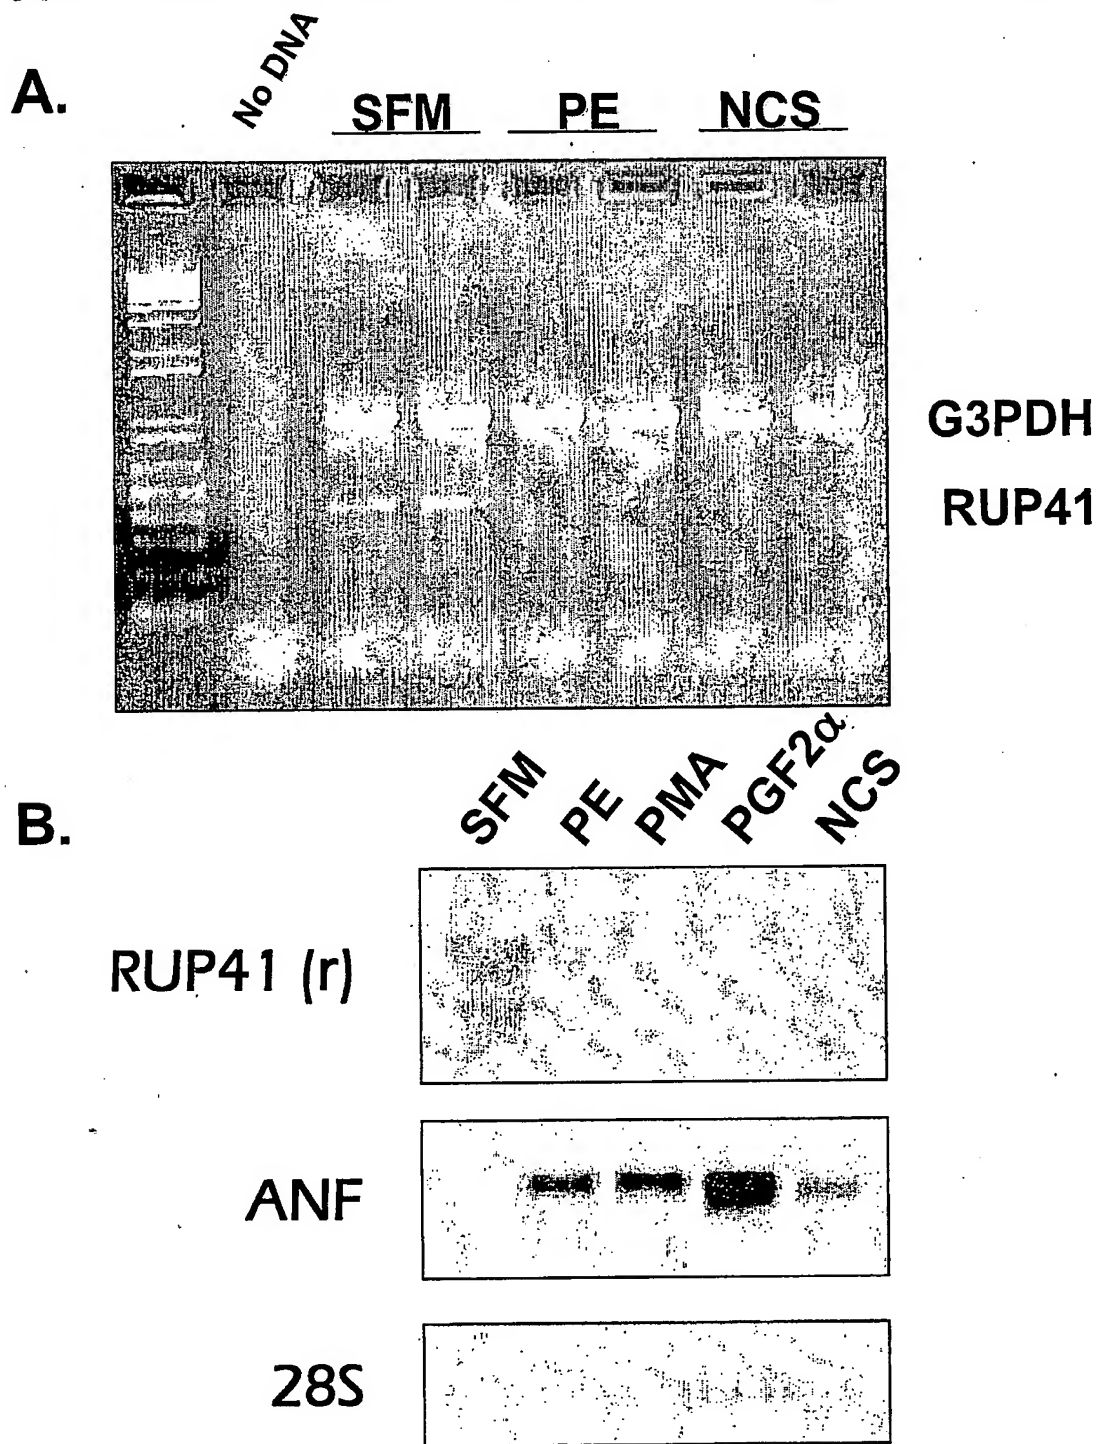 A.
No DNA
SFM PE NCS
G3PDH
RUP41
B.
SFM PE PMA PGF2α NCS
RUP41 (r)
ANF
28S